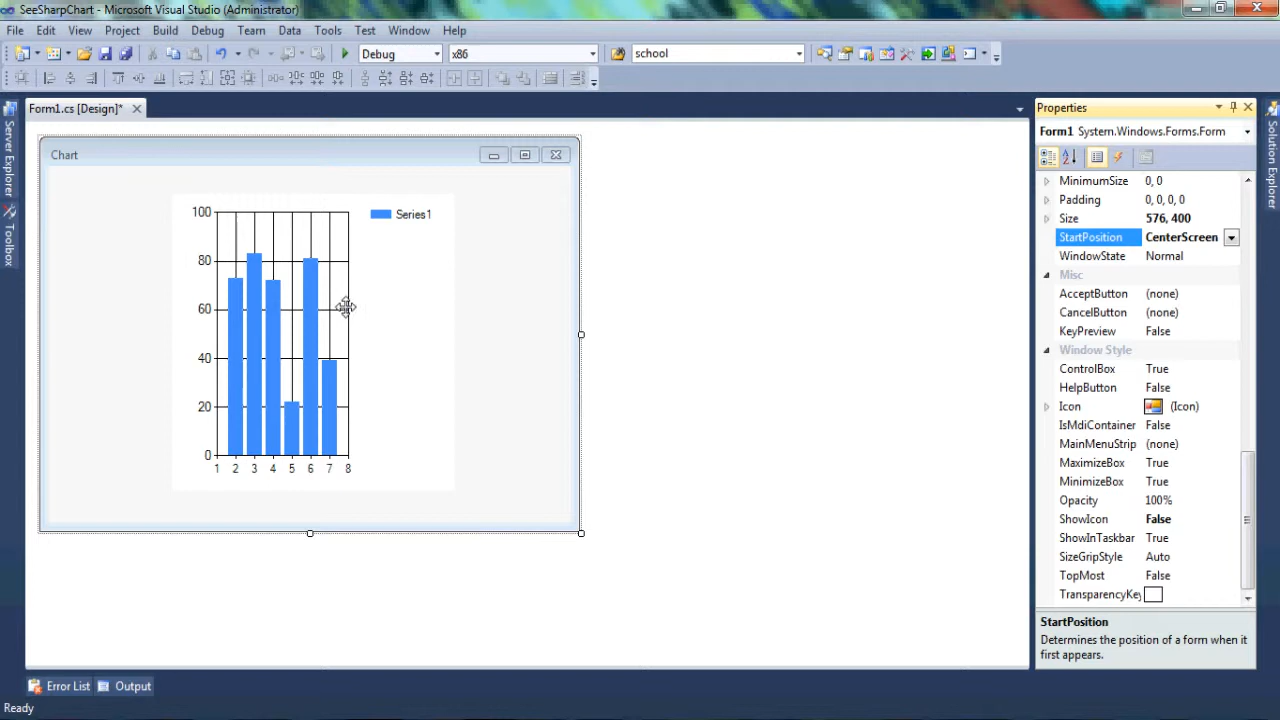 SeeSharpChart - Microsoft Visual Studio (Administrator)
File Edit View Project Build Debug Team Data Tools Test Window Help
Debug x86 school
Form1.cs [Design]*
Properties
Form1 System.Windows.Forms.Form
Server Explorer
Toolbox
Solution Explorer
Chart
Series1
100
80
60
40
20
0
1 2 3 4 5 6 7 8
MinimumSize 0, 0
Padding 0, 0, 0, 0
Size 576, 400
StartPosition CenterScreen
WindowState Normal
Misc
AcceptButton (none)
CancelButton (none)
KeyPreview False
Window Style
ControlBox True
HelpButton False
Icon (Icon)
IsMdiContainer False
MainMenuStrip (none)
MaximizeBox True
MinimizeBox True
Opacity 100%
ShowIcon False
ShowInTaskbar True
SizeGripStyle Auto
TopMost False
TransparencyKey
StartPosition
Determines the position of a form when it
first appears.
Error List Output
Ready